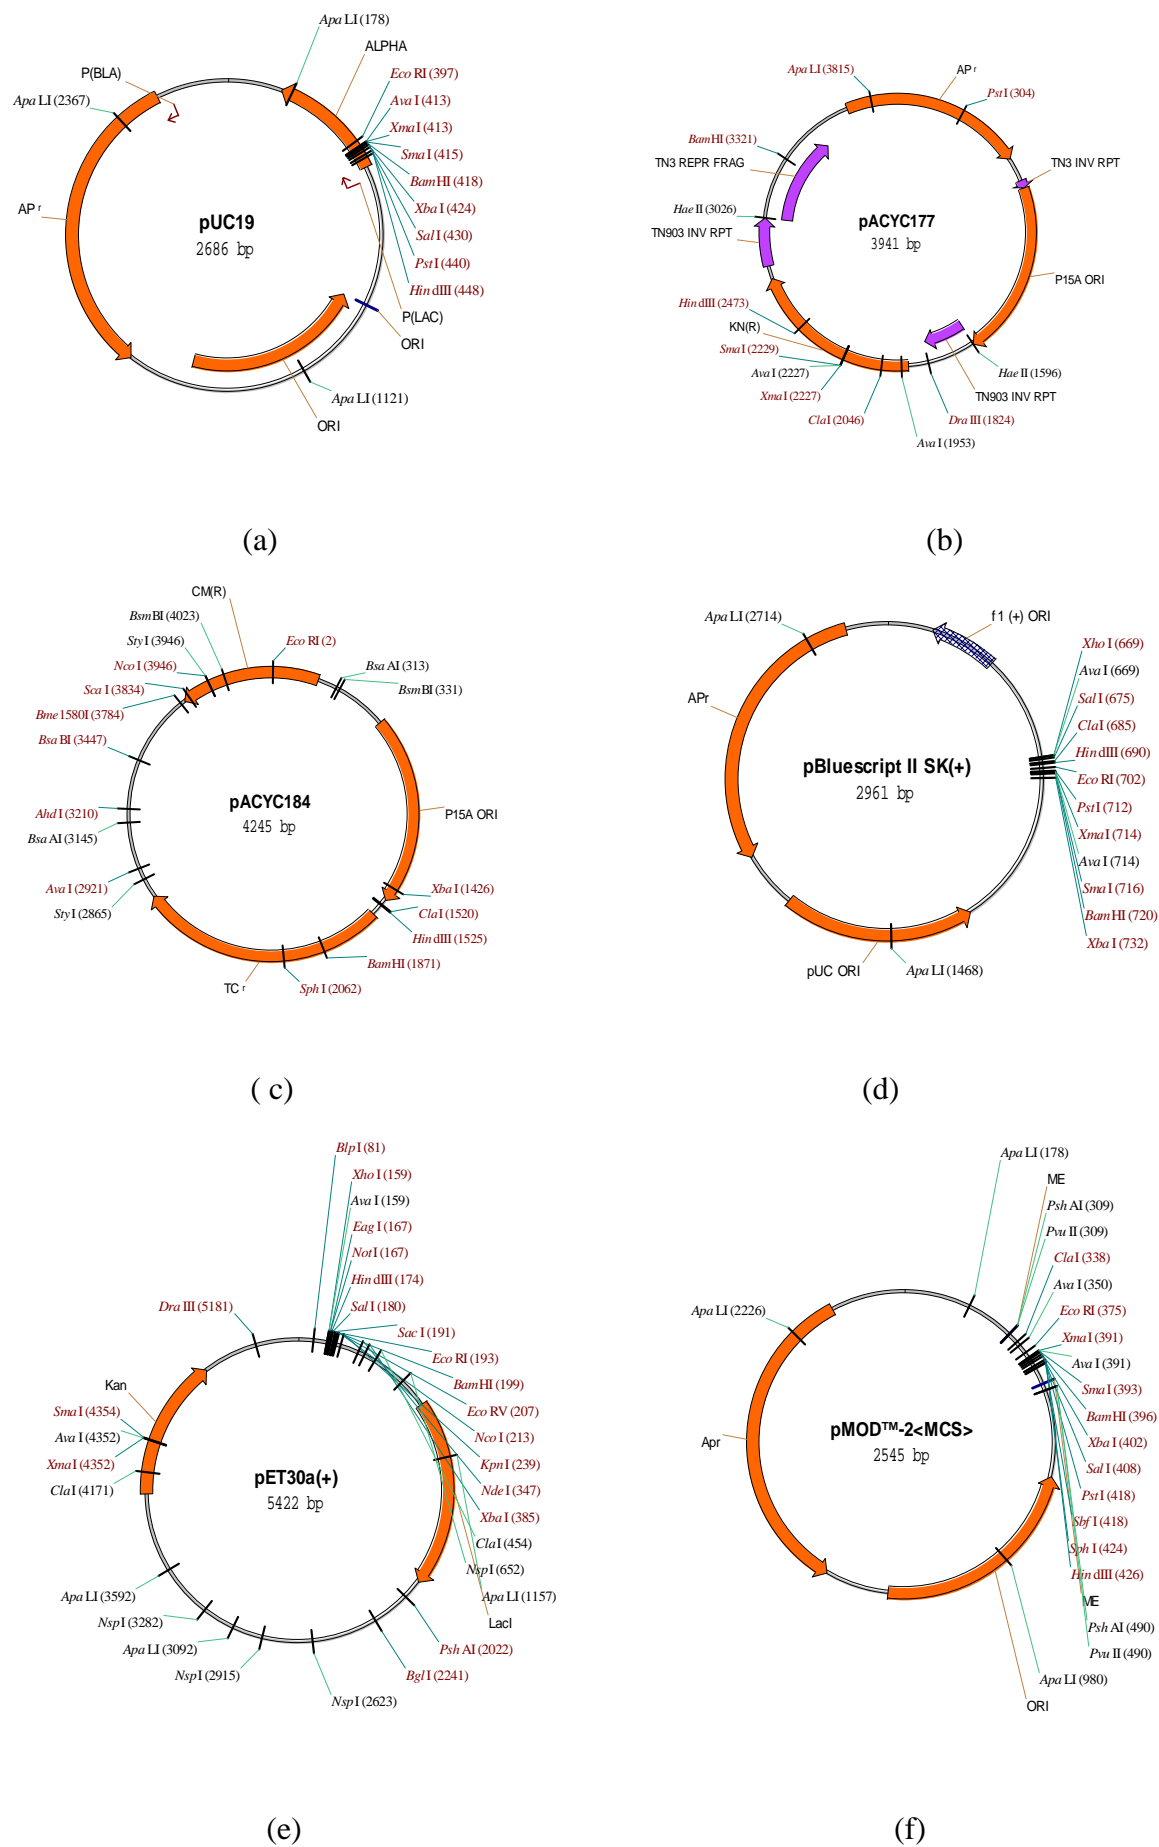 Apa LI (178)
ALPHA
P(BLA)
Eco RI (397)
Apa LI (2367)
Ava I (413)
Xma I (413)
Sma I (415)
Bam HI (418)
Xba I (424)
AP r
pUC19
Sal I (430)
2686 bp
Pst I (440)
Hin dIII (448)
P(LAC)
ORI
Apa LI (1121)
ORI
(a)
Apa LI (3815)
AP r
Pst I (304)
Bam HI (3321)
TN3 REPR FRAG
TN3 INV RPT
Hae II (3026)
pACYC177
TN903 INV RPT
3941 bp
P15A ORI
Hin dIII (2473)
KN(R)
Sma I (2229)
Hae II (1596)
Ava I (2227)
Xma I (2227)
TN903 INV RPT
Cla I (2046)
Dra III (1824)
Ava I (1953)
(b)
CM(R)
Bsm BI (4023)
Sty I (3946)
Eco RI (2)
Nco I (3946)
Bsa AI (313)
Sca I (3834)
Bsm BI (331)
Bme 1580I (3784)
Bsa BI (3447)
pACYC184
Ahd I (3210)
P15A ORI
4245 bp
Bsa AI (3145)
Ava I (2921)
Xba I (1426)
Sty I (2865)
Cla I (1520)
Hin dIII (1525)
Bam HI (1871)
TC r
Sph I (2062)
( c)
Apa LI (2714)
f1 (+) ORI
Xho I (669)
Ava I (669)
APr
Sal I (675)
Cla I (685)
Hin dIII (690)
pBluescript II SK(+)
Eco RI (702)
2961 bp
Pst I (712)
Xma I (714)
Ava I (714)
Sma I (716)
Bam HI (720)
Xba I (732)
pUC ORI
Apa LI (1468)
(d)
Blp I (81)
Xho I (159)
Ava I (159)
Eag I (167)
Not I (167)
Hin dIII (174)
Dra III (5181)
Sal I (180)
Sac I (191)
Eco RI (193)
Kan
Bam HI (199)
Sma I (4354)
Eco RV (207)
Ava I (4352)
Nco I (213)
Xma I (4352)
Kpn I (239)
Cla I (4171)
pET30a(+)
Nde I (347)
5422 bp
Xba I (385)
Cla I (454)
Nsp I (652)
Apa LI (3592)
Apa LI (1157)
Nsp I (3282)
LacI
Apa LI (3092)
Psh AI (2022)
Nsp I (2915)
Bgl I (2241)
Nsp I (2623)
(e)
Apa LI (178)
ME
Psh AI (309)
Pvu II (309)
Cla I (338)
Ava I (350)
Apa LI (2226)
Eco RI (375)
Xma I (391)
Ava I (391)
Sma I (393)
Bam HI (396)
pMOD™-2<MCS>
Apr
Xba I (402)
2545 bp
Sal I (408)
Pst I (418)
Sbf I (418)
Sph I (424)
Hin dIII (426)
ME
Psh AI (490)
Pvu II (490)
Apa LI (980)
ORI
(f)